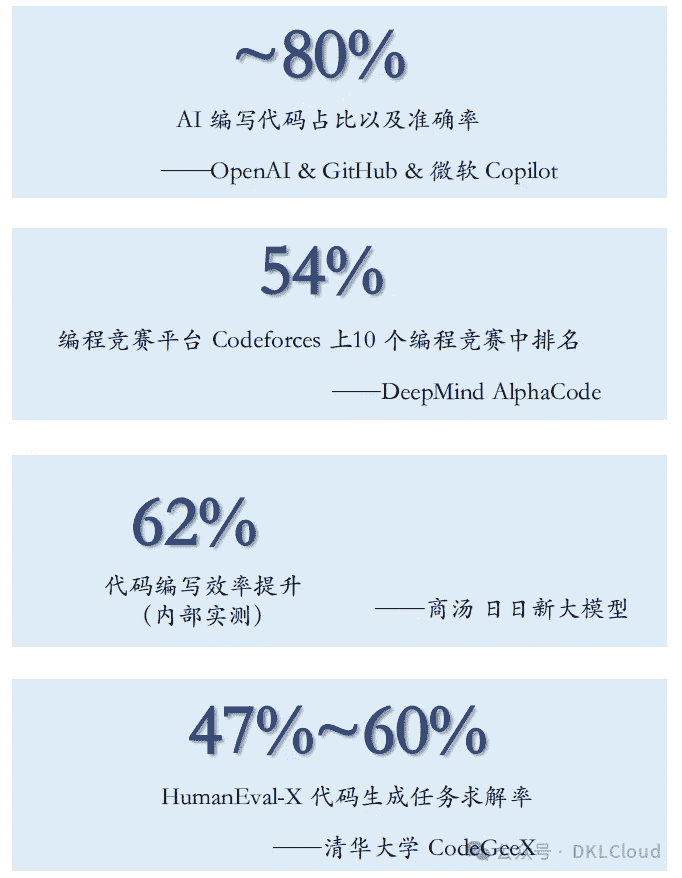 ~80%
AI 编写代码占比以及准确率
——OpenAI & GitHub & 微软 Copilot
54%
编程竞赛平台 Codeforces 上10 个编程竞赛中排名
——DeepMind AlphaCode
62%
代码编写效率提升
（内部实测）
——商汤 日日新大模型
47%~60%
HumanEval-X 代码生成任务求解率
——清华大学 CodeGeeX
公众号 · DKLCloud